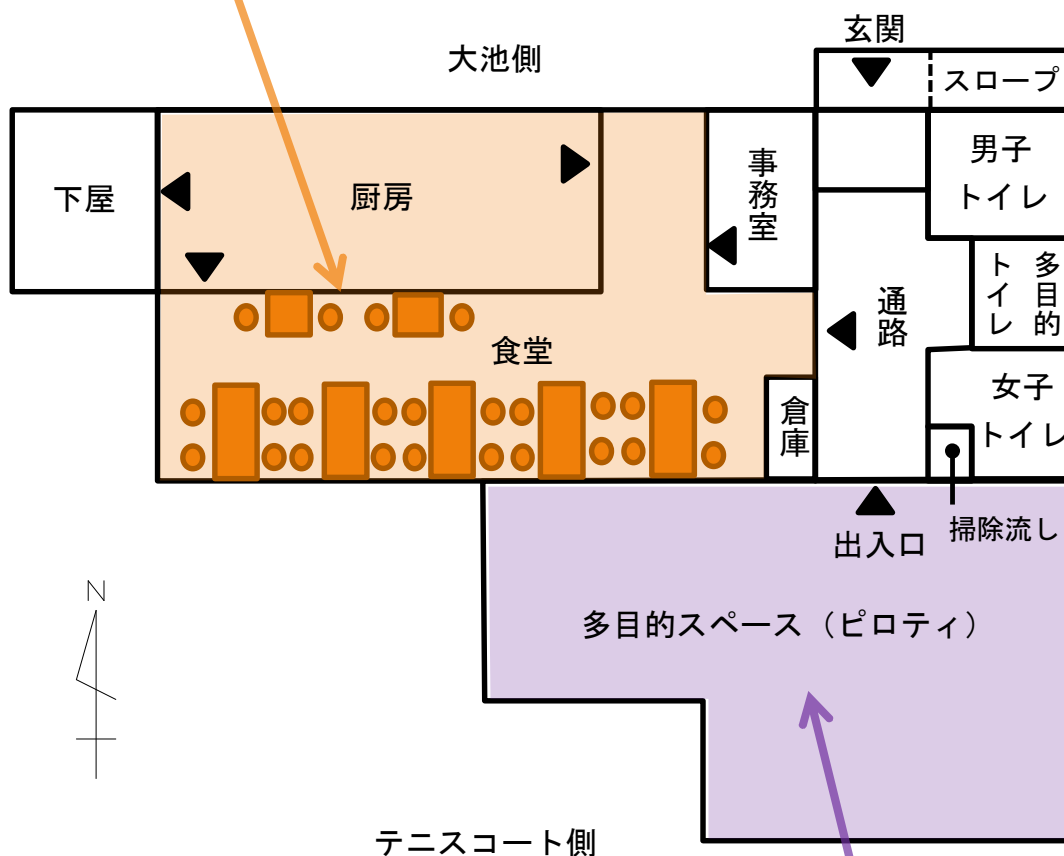 玄関
大池側
スロープ
下屋
厨房
事務室
男子
トイレ
多目的
トイレ
通路
食堂
女子
トイレ
倉庫
出入口
掃除流し
N
多目的スペース（ピロティ）
テニスコート側